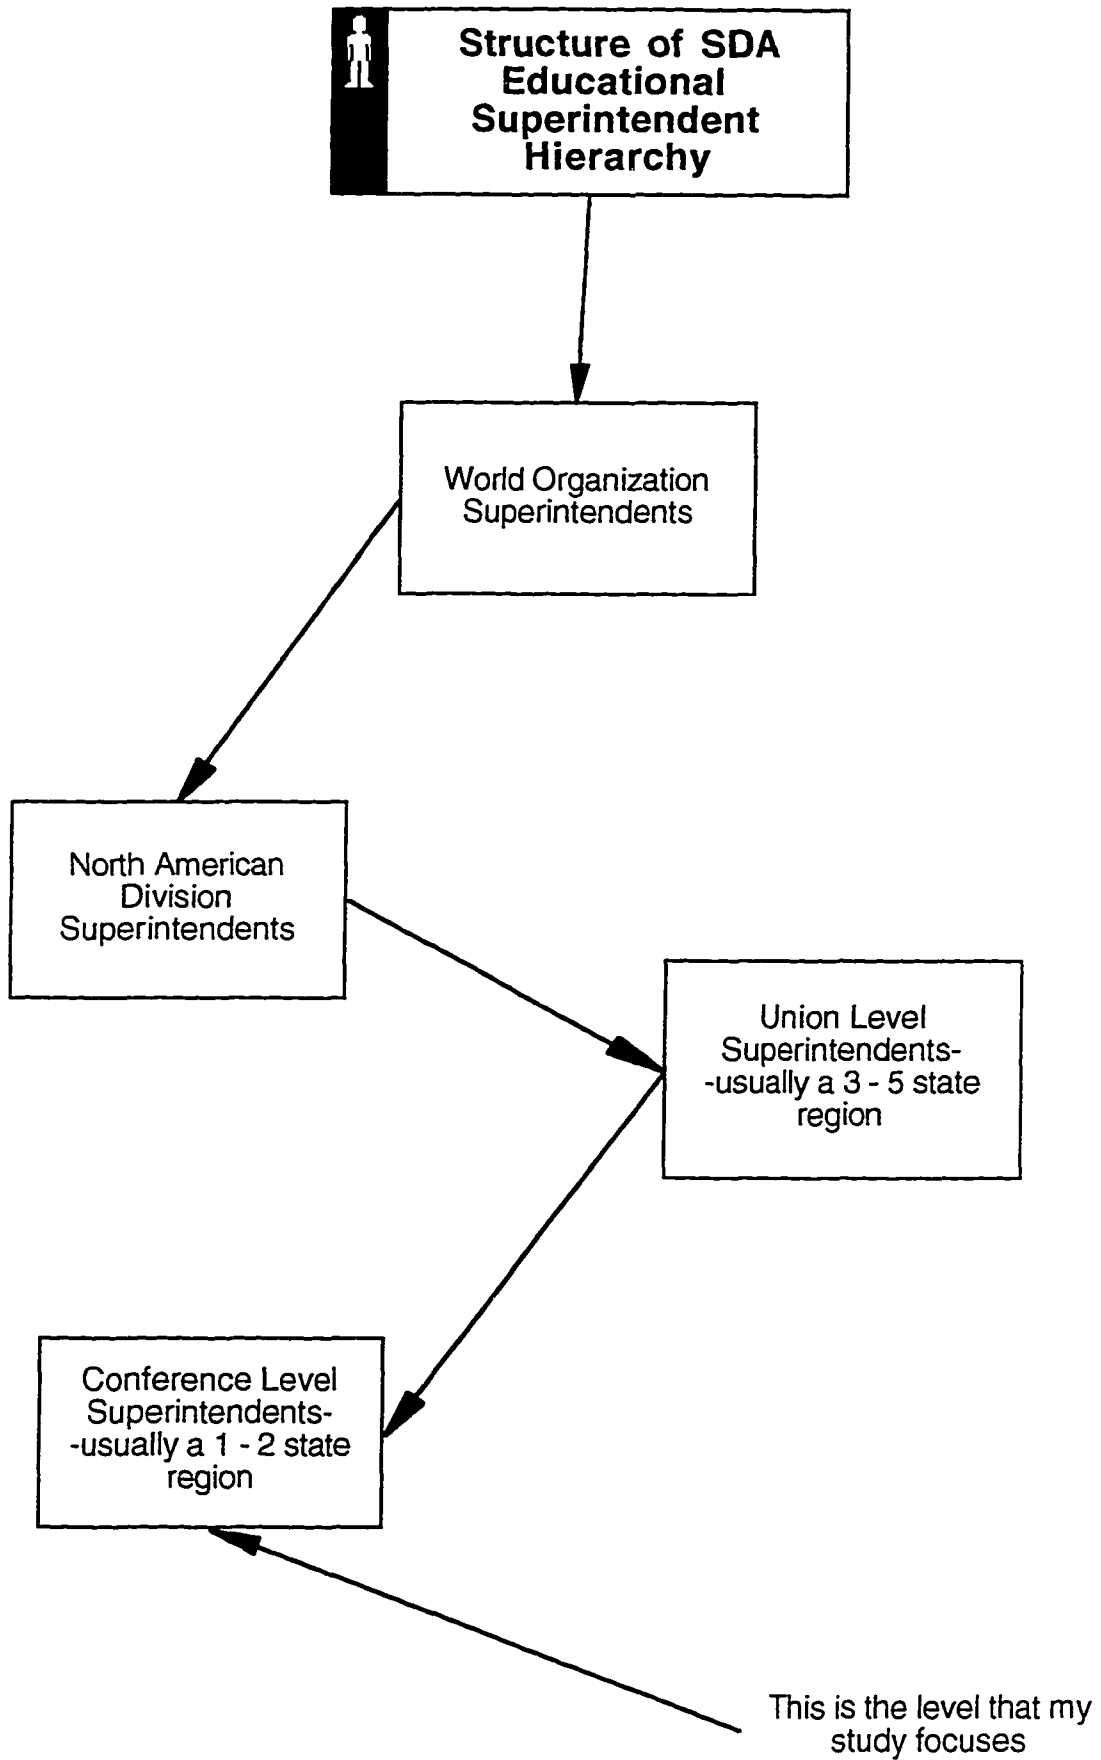 Structure of SDA
Educational
Superintendent
Hierarchy
World Organization
Superintendents
North American
Division
Superintendents
Union Level
Superintendents-
-usually a 3 - 5 state
region
Conference Level
Superintendents-
-usually a 1 - 2 state
region
This is the level that my
study focuses